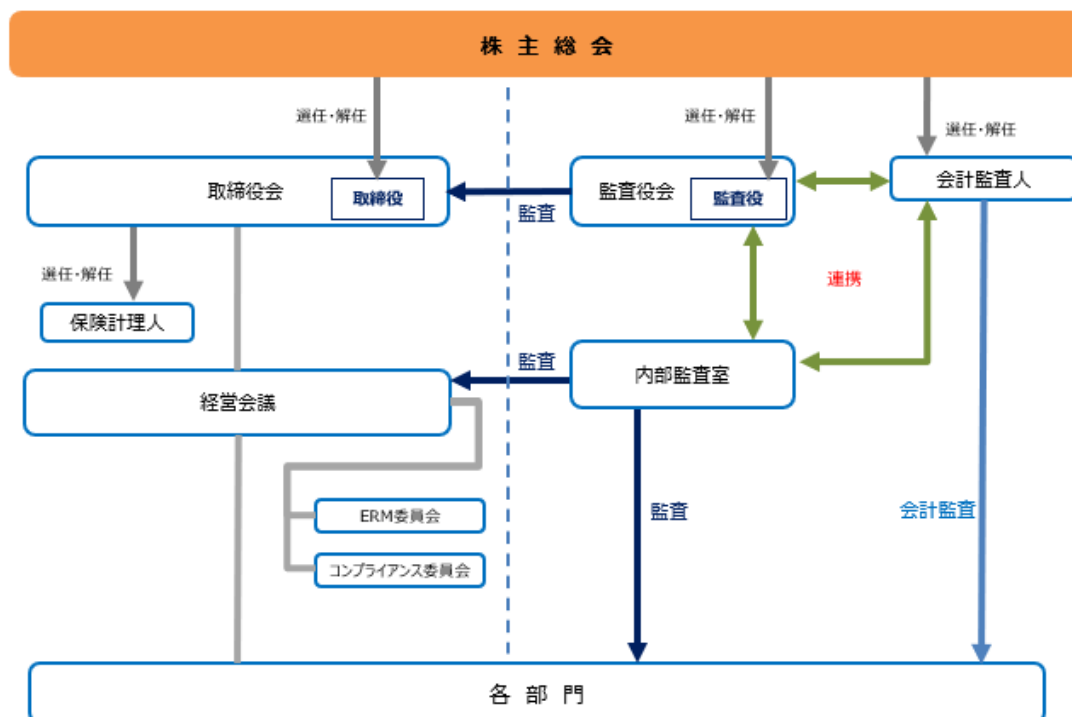 株 主 総 会
選任・解任
選任・解任
選任・解任
取締役会
取締役
監査
監査役会
監査役
会計監査人
選任・解任
連携
保険計理人
監査
内部監査室
経営会議
ERM委員会
監査
会計監査
コンプライアンス委員会
各 部 門